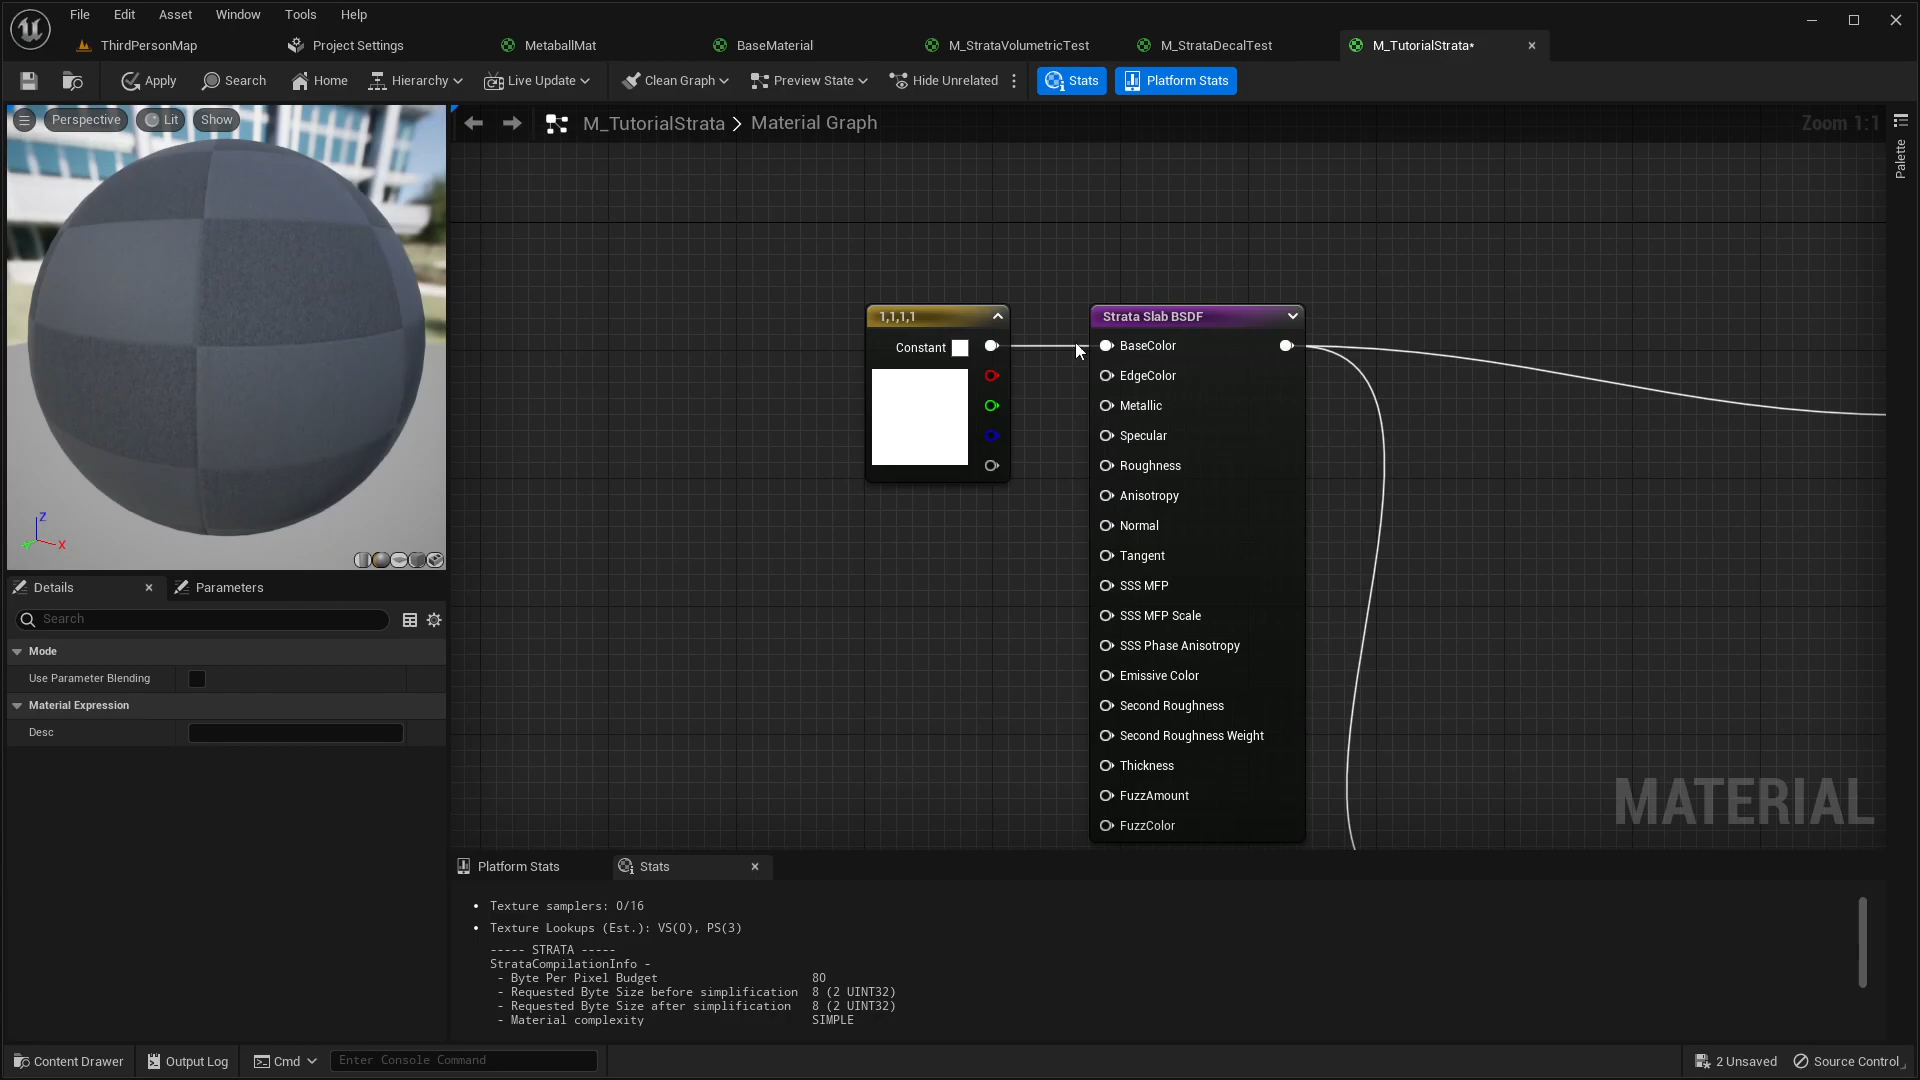 File Edit Asset Window Tools Help
ThirdPersonMap Project Settings MetaballMat BaseMaterial M_StrataVolumetricTest M_StrataDecalTest M_TutorialStrata*
Apply Search Home Hierarchy Live Update Clean Graph Preview State Hide Unrelated Stats Platform Stats
Perspective Lit Show
M_TutorialStrata > Material Graph
Zoom 1:1
Palette
1,1,1,1
Constant
Strata Slab BSDF
BaseColor
EdgeColor
Metallic
Specular
Roughness
Anisotropy
Normal
Tangent
SSS MFP
SSS MFP Scale
SSS Phase Anisotropy
Emissive Color
Second Roughness
Second Roughness Weight
Thickness
FuzzAmount
FuzzColor
MATERIAL
Z
X
Details Parameters
Search
Mode
Use Parameter Blending
Material Expression
Desc
Platform Stats Stats
• Texture samplers: 0/16
• Texture Lookups (Est.): VS(0), PS(3)
----- STRATA -----
StrataCompilationInfo -
- Byte Per Pixel Budget 80
- Requested Byte Size before simplification 8 (2 UINT32)
- Requested Byte Size after simplification 8 (2 UINT32)
- Material complexity SIMPLE
Content Drawer Output Log Cmd Enter Console Command 2 Unsaved Source Control